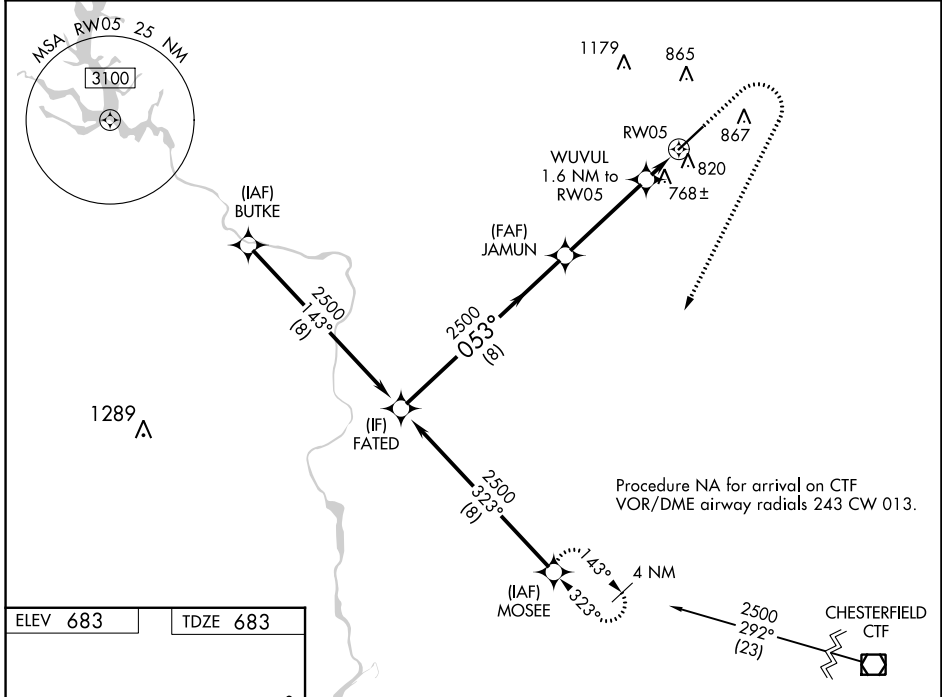 MSA RW05 25 NM
3100
1179
865
RW05
867
WUVUL
1.6 NM to
RW05
820
768±
(IAF)
BUTKE
(FAF)
JAMUN
2500
143°
(8)
2500
053°
(8)
1289
(IF)
FATED
2500
323°
(8)
Procedure NA for arrival on CTF
VOR/DME airway radials 243 CW 013.
143°
4 NM
323°
(IAF)
MOSEE
2500
292°
(23)
CHESTERFIELD
CTF
ELEV 683
TDZE 683